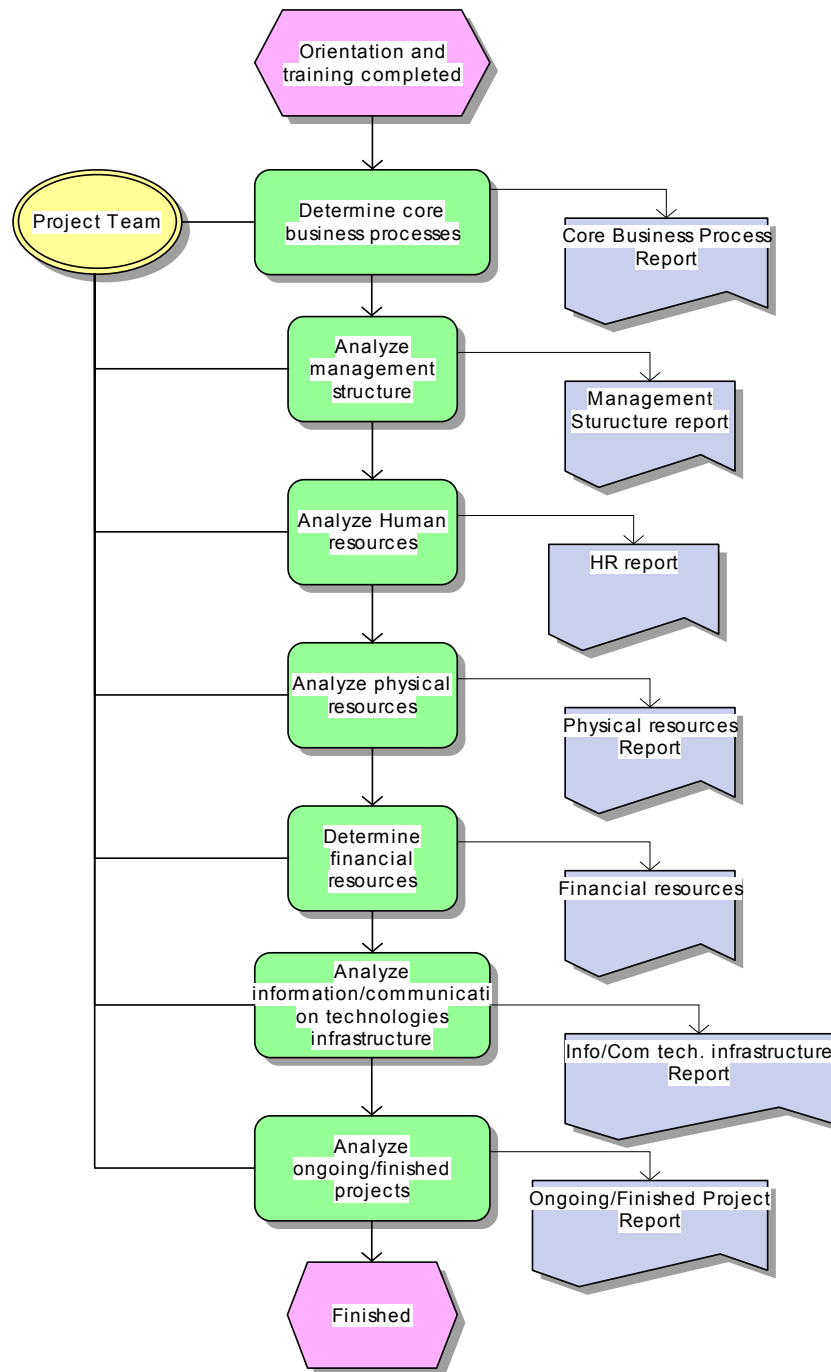 Orientation and
training completed
Project Team
Determine core
business processes
Core Business Process
Report
Analyze
management
structure
Management
Sturucture report
Analyze Human
resources
HR report
Analyze physical
resources
Physical resources
Report
Determine
financial
resources
Financial resources
Analyze
information/communicati
on technologies
infrastructure
Info/Com tech. infrastructure
Report
Analyze
ongoing/finished
projects
Ongoing/Finished Project
Report
Finished